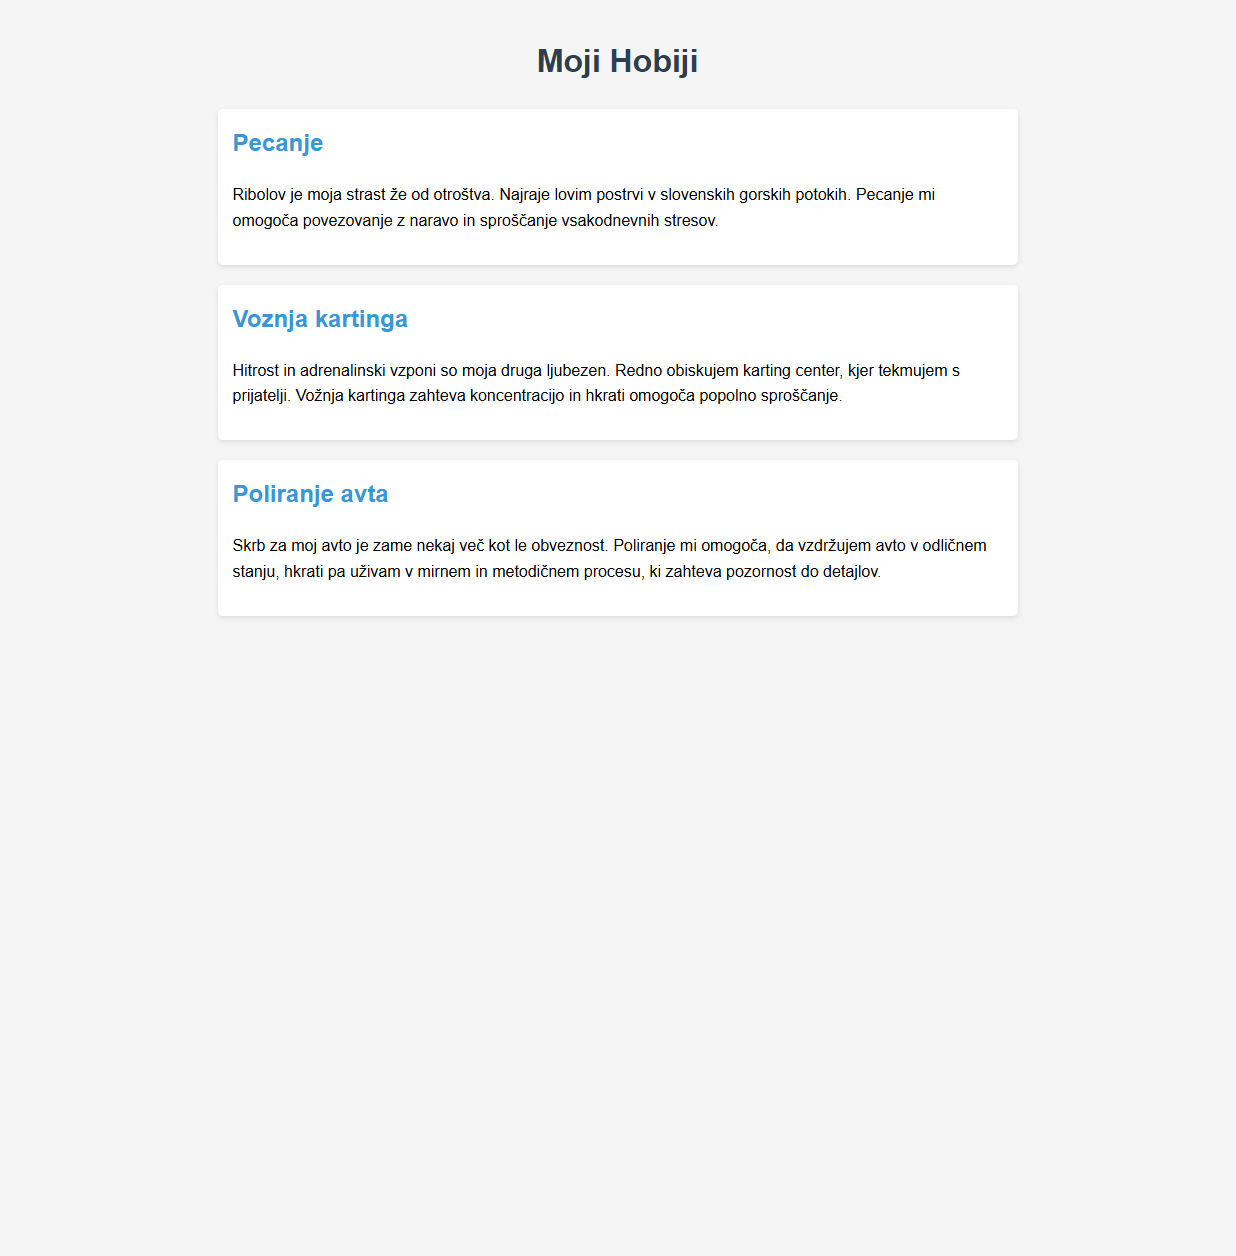 Moji Hobiji
Pecanje
Ribolov je moja strast že od otroštva. Najraje lovim postrvi v slovenskih gorskih potokih. Pecanje mi
omogoča povezovanje z naravo in sproščanje vsakodnevnih stresov.
Voznja kartinga
Hitrost in adrenalinski vzponi so moja druga ljubezen. Redno obiskujem karting center, kjer tekmujem s
prijatelji. Vožnja kartinga zahteva koncentracijo in hkrati omogoča popolno sproščanje.
Poliranje avta
Skrb za moj avto je zame nekaj več kot le obveznost. Poliranje mi omogoča, da vzdržujem avto v odličnem
stanju, hkrati pa uživam v mirnem in metodičnem procesu, ki zahteva pozornost do detajlov.